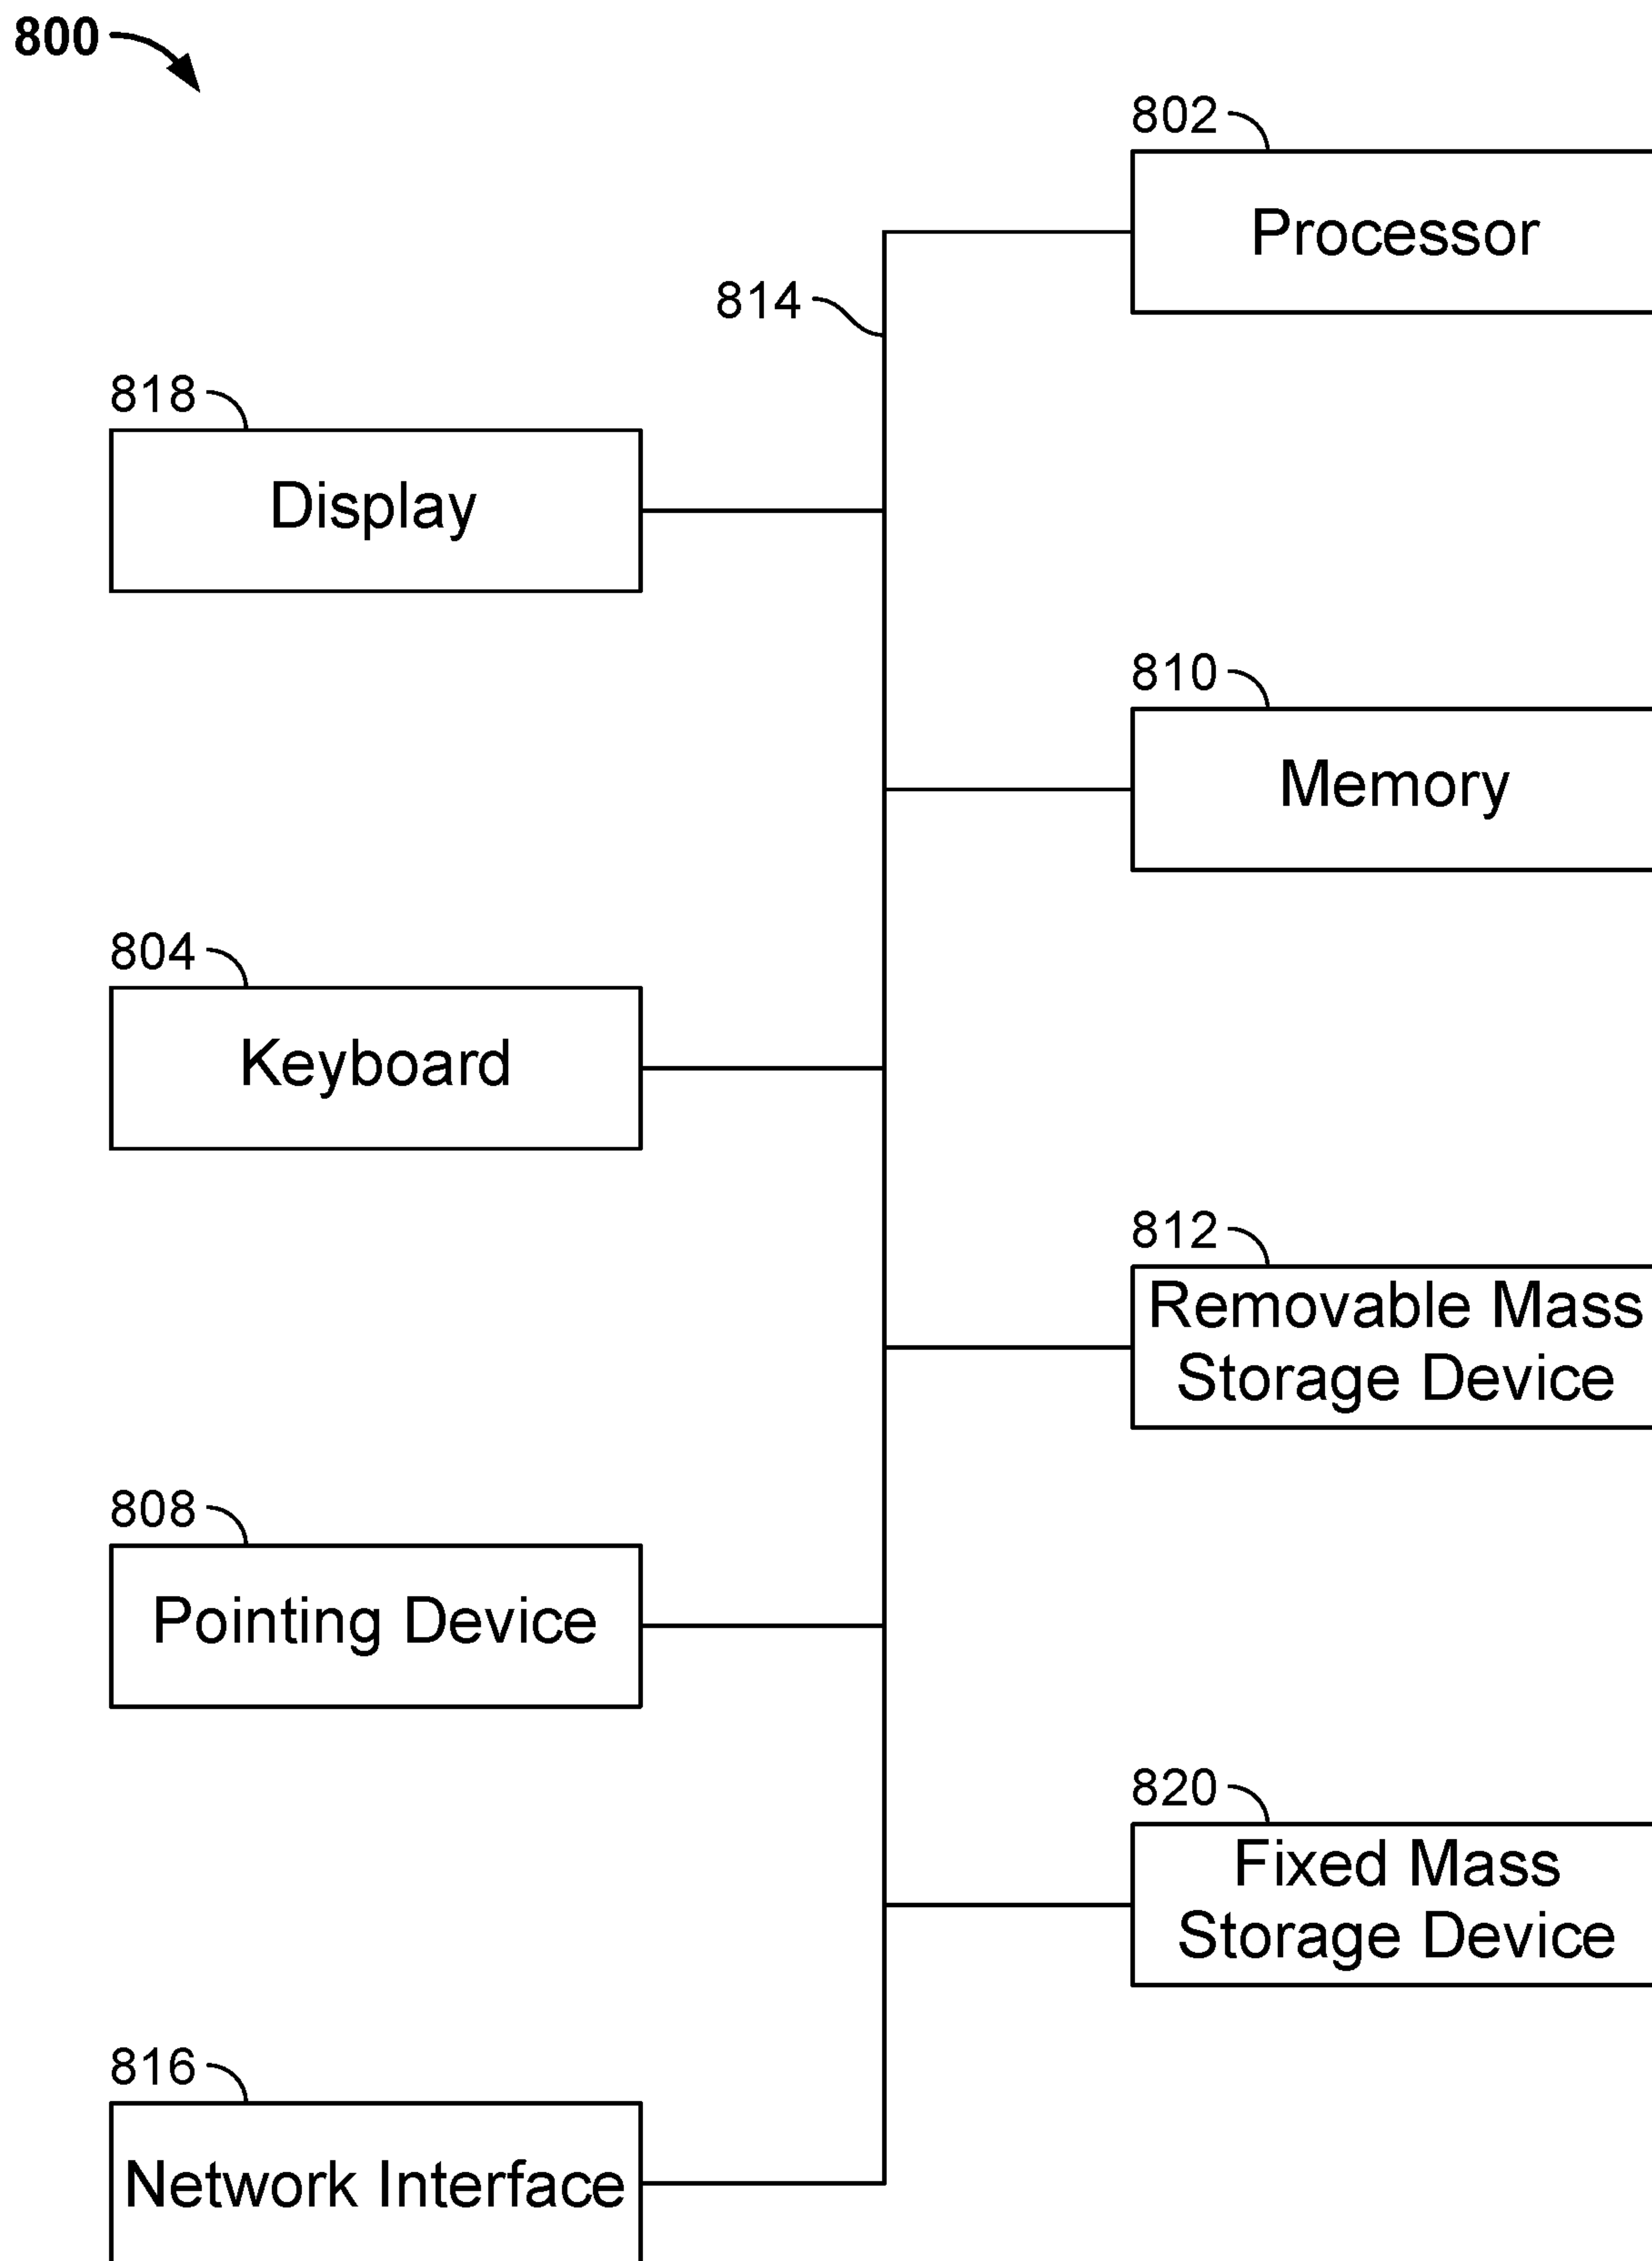 800
802
Processor
814
818
Display
810
Memory
804
Keyboard
812
Removable Mass
Storage Device
808
Pointing Device
820
Fixed Mass
Storage Device
816
Network Interface